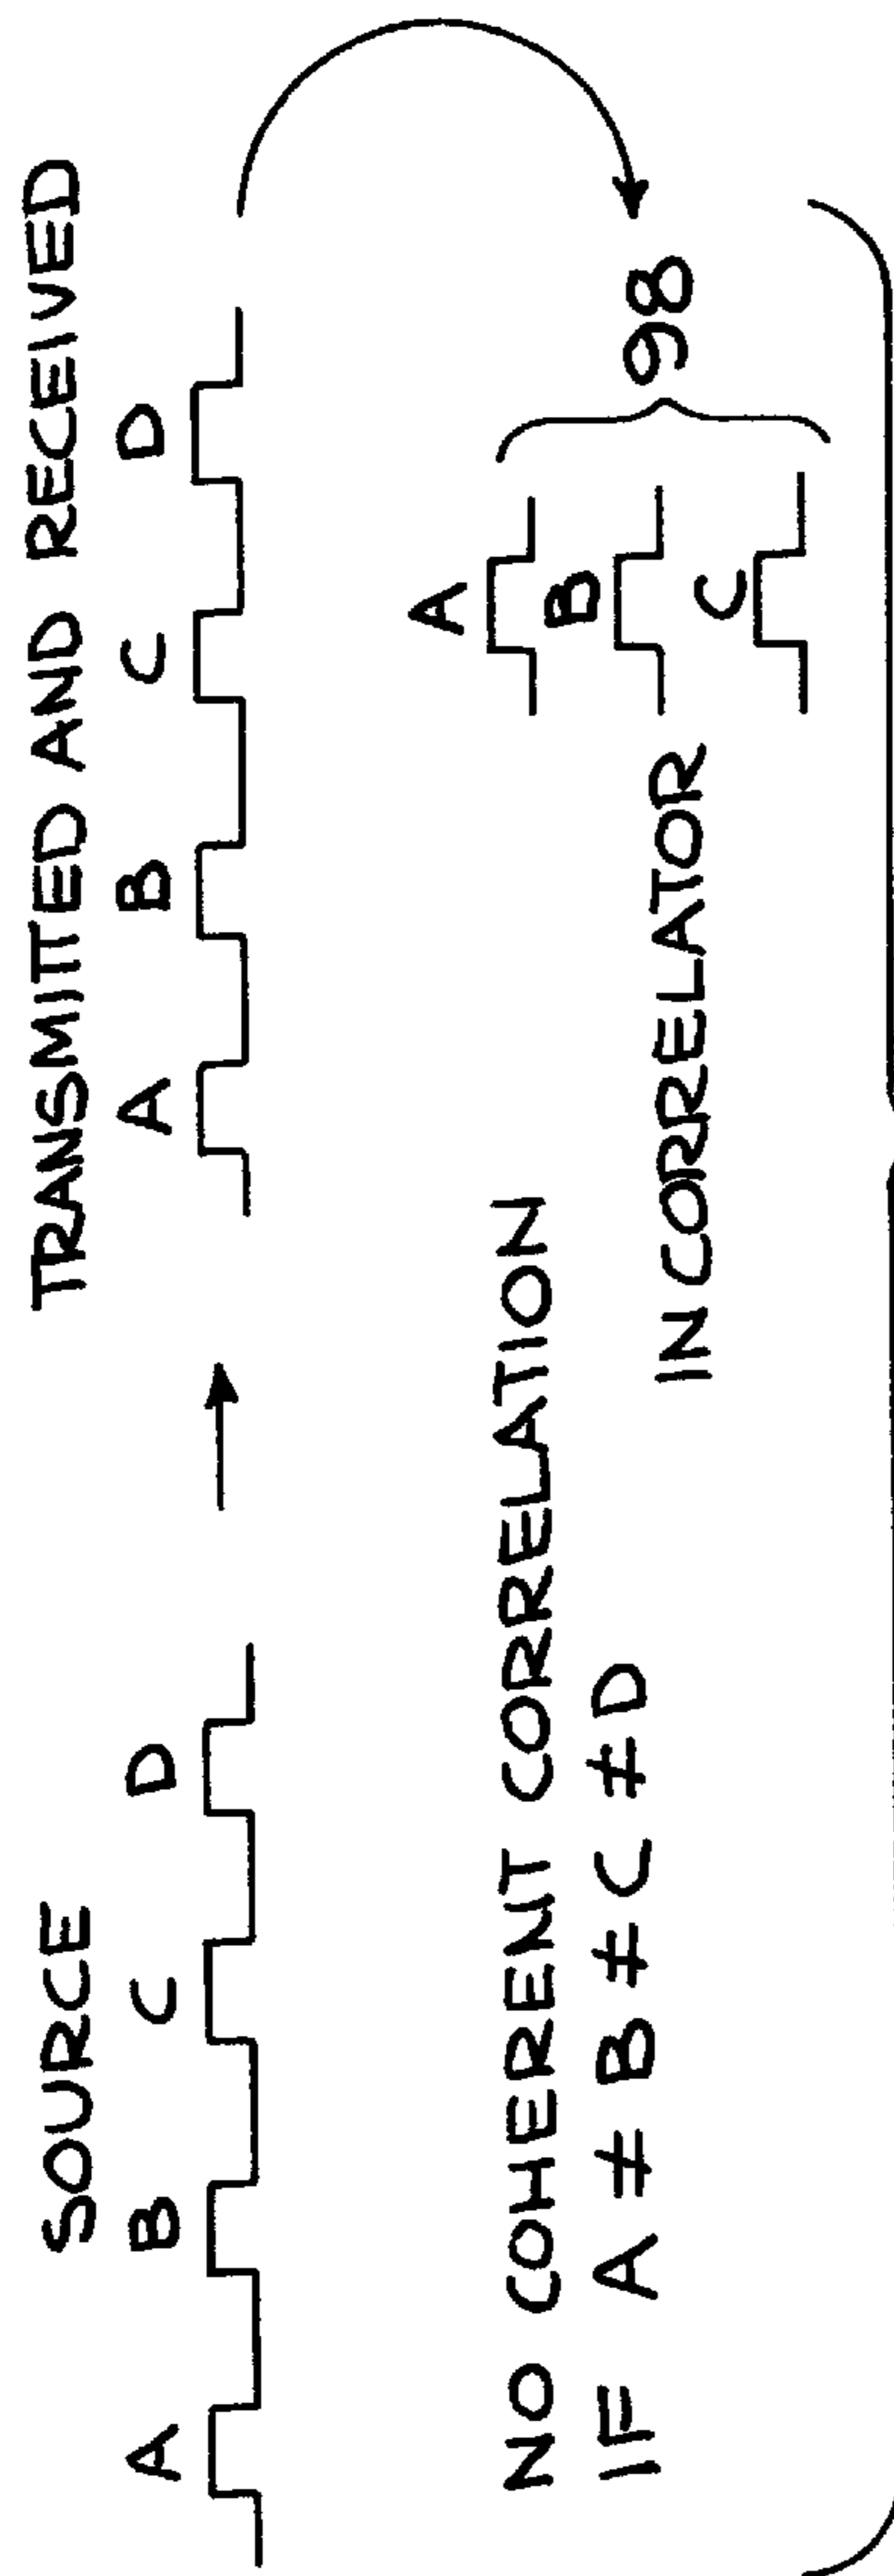 SOURCE
A B C D
TRANSMITTED AND RECEIVED
A B C D
NO COHERENT CORRELATION
IF A ≠ B ≠ C ≠ D
IN CORRELATOR
A
B
C
98